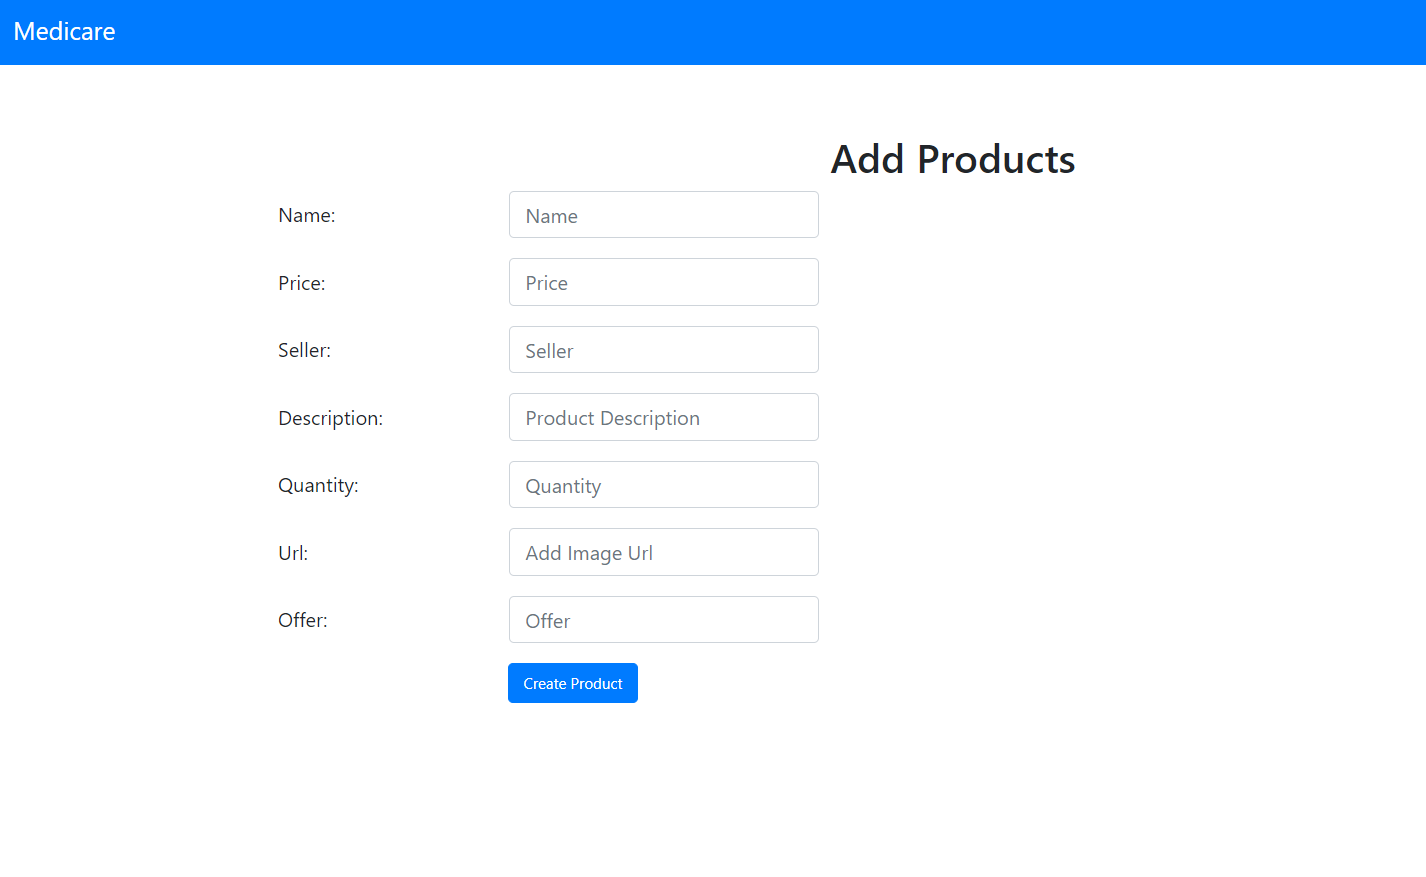 Medicare
Add Products
Name: Name
Price: Price
Seller: Seller
Description: Product Description
Quantity: Quantity
Url: Add Image Url
Offer: Offer
Create Product